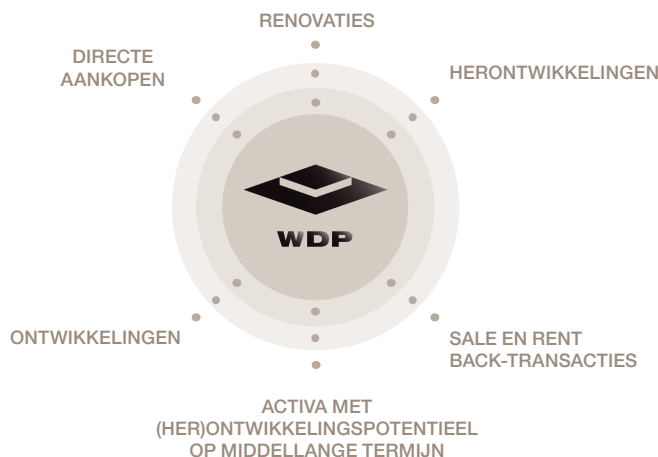 RENOVATIES
DIRECTE
AANKOPEN
HERONTWIKKELINGEN
WDP
ONTWIKKELINGEN
SALE EN RENT
BACK-TRANSACTIES
ACTIVA MET
(HER)ONTWIKKELINGSPOTENTIEEL
OP MIDDELLANGE TERMIJN